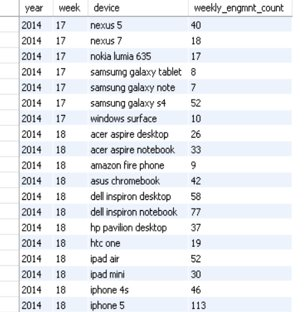 year week device weekly_engmnt_count
2014 17 nexus 5 40
2014 17 nexus 7 18
2014 17 nokia lumia 635 17
2014 17 samsumg galaxy tablet 8
2014 17 samsung galaxy note 7
2014 17 samsung galaxy s4 52
2014 17 windows surface 10
2014 18 acer aspire desktop 26
2014 18 acer aspire notebook 33
2014 18 amazon fire phone 9
2014 18 asus chromebook 42
2014 18 dell inspiron desktop 58
2014 18 dell inspiron notebook 77
2014 18 hp pavilion desktop 37
2014 18 htc one 19
2014 18 ipad air 52
2014 18 ipad mini 30
2014 18 iphone 4s 46
2014 18 iphone 5 113